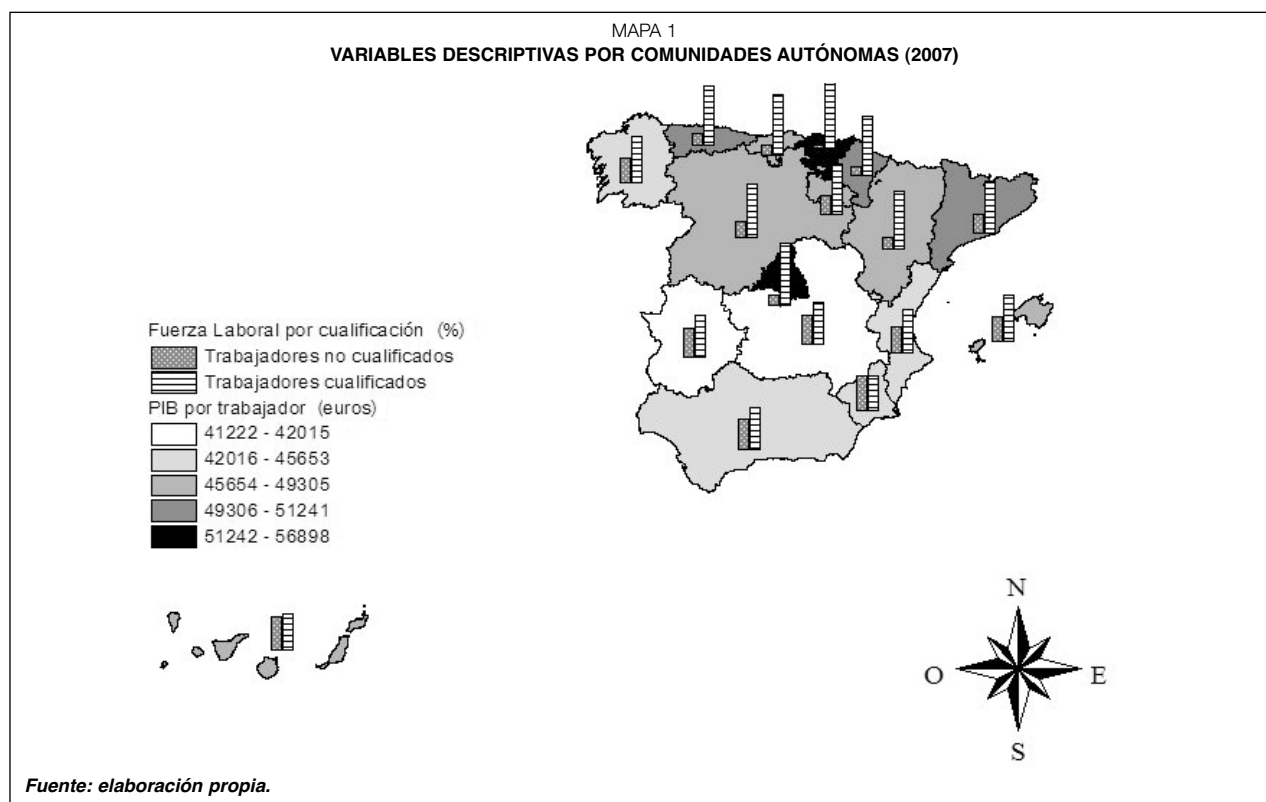 MAPA 1
VARIABLES DESCRIPTIVAS POR COMUNIDADES AUTÓNOMAS (2007)
Fuerza Laboral por cualificación (%)
Trabajadores no cualificados
Trabajadores cualificados
PIB por trabajador (euros)
41222 - 42015
42016 - 45653
45654 - 49305
49306 - 51241
51242 - 56898
N
O E
S
Fuente: elaboración propia.